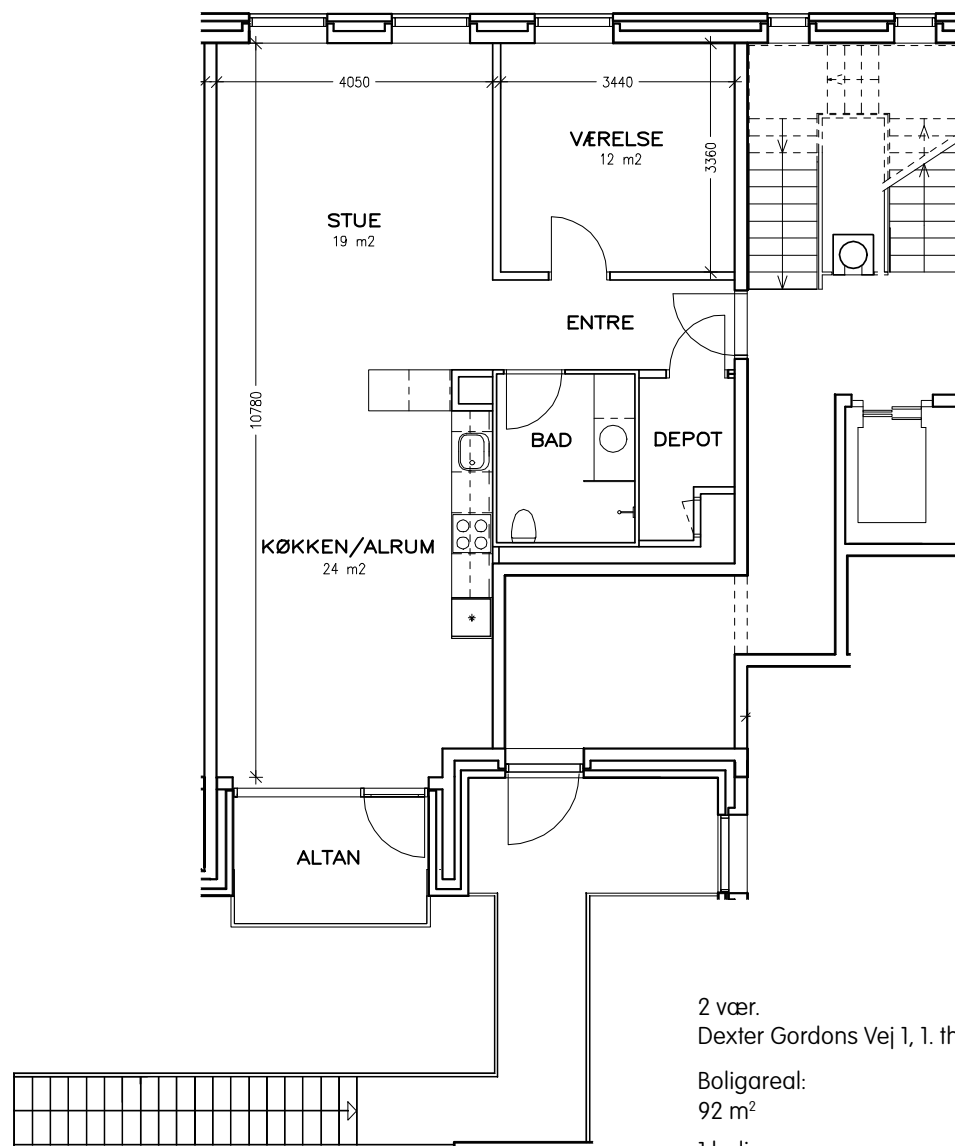 4050
3440
VÆRELSE
12 m2
3360
STUE
19 m2
ENTRE
10780
BAD
DEPOT
KØKKEN/ALRUM
24 m2
ALTAN
2 vær.
Dexter Gordons Vej 1, 1. th
Boligareal:
92 m²